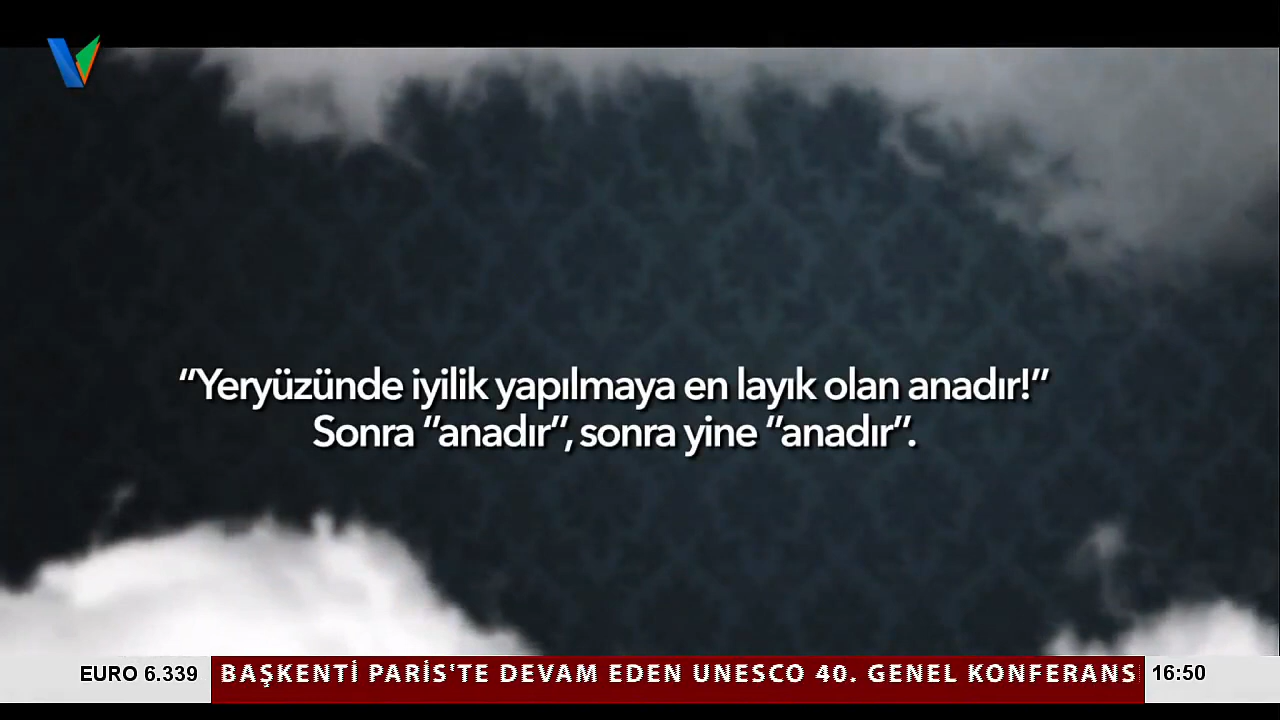 “Yeryüzünde iyilik yapılmaya en layık olan anadır!”
Sonra “anadır”, sonra yine “anadır”.
EURO 6.339
BAŞKENTİ PARİS'TE DEVAM EDEN UNESCO 40. GENEL KONFERANS
16:50